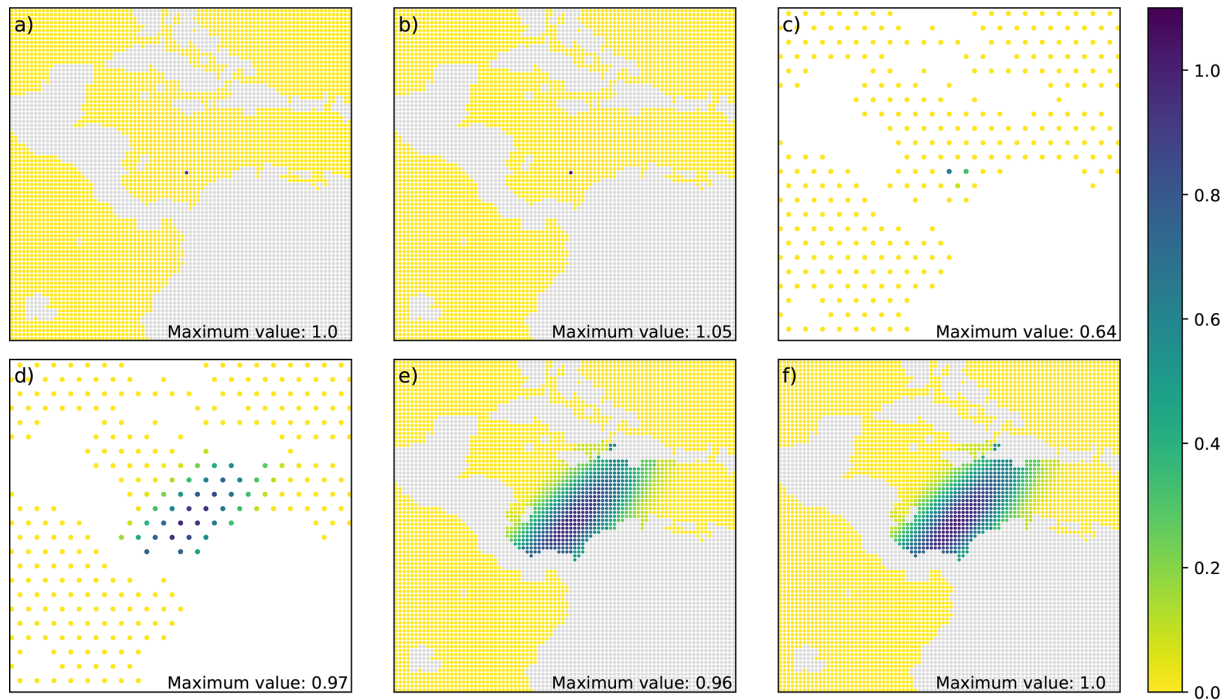 a)
Maximum value: 1.0
b)
Maximum value: 1.05
c)
Maximum value: 0.64
d)
Maximum value: 0.97
e)
Maximum value: 0.96
f)
Maximum value: 1.0
1.0
0.8
0.6
0.4
0.2
0.0